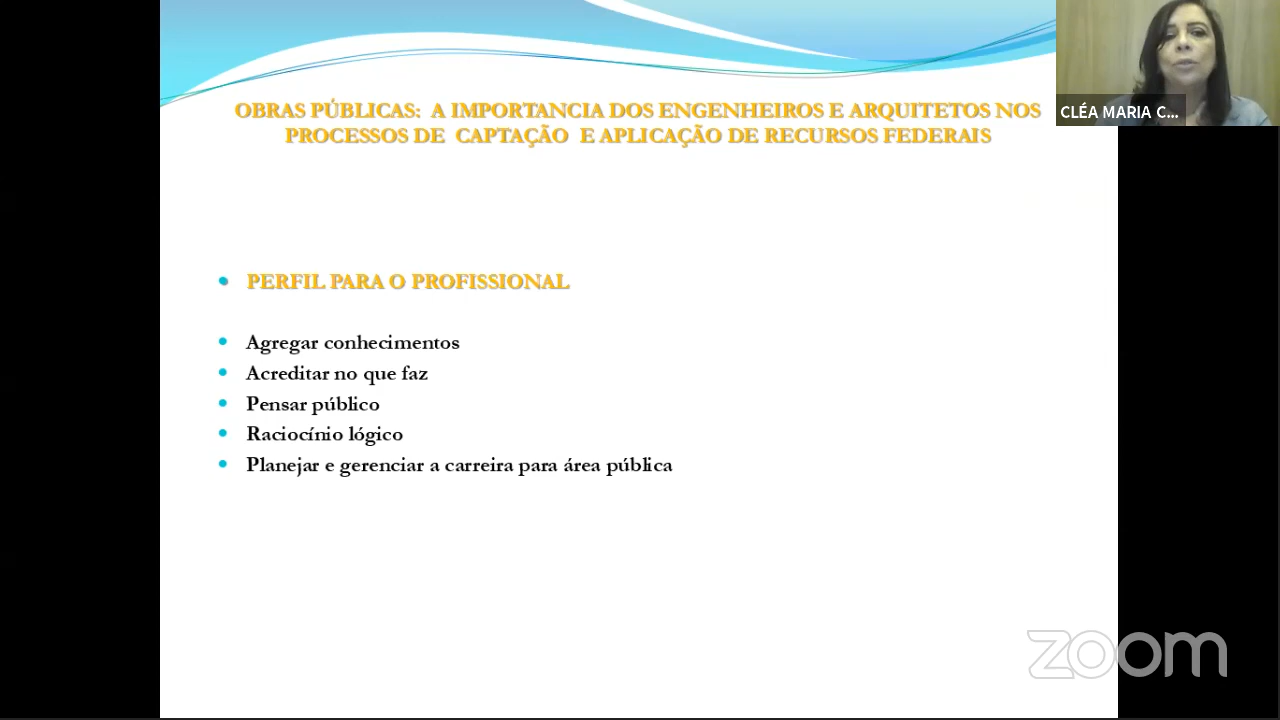 OBRAS PÚBLICAS: A IMPORTANCIA DOS ENGENHEIROS E ARQUITETOS NOS
PROCESSOS DE CAPTAÇÃO E APLICAÇÃO DE RECURSOS FEDERAIS
CLÉA MARIA C...
• PERFIL PARA O PROFISSIONAL
• Agregar conhecimentos
• Acreditar no que faz
• Pensar público
• Raciocínio lógico
• Planejar e gerenciar a carreira para área pública
zoom